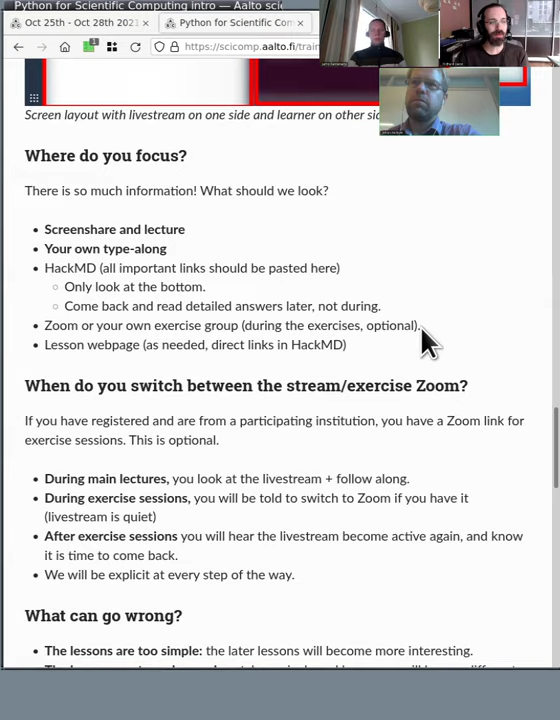 Python for Scientific Computing intro — Aalto sci
Oct 25th - Oct 28th 2021
Python for Scientific Com
https://scicomp.aalto.fi/train
Screen layout with livestream on one side and learner on other
Where do you focus?
There is so much information! What should we look?
• Screenshare and lecture
• Your own type-along
• HackMD (all important links should be pasted here)
◦ Only look at the bottom.
◦ Come back and read detailed answers later, not during.
• Zoom or your own exercise group (during the exercises, optional).
• Lesson webpage (as needed, direct links in HackMD)
When do you switch between the stream/exercise Zoom?
If you have registered and are from a participating institution, you have a Zoom link for
exercise sessions. This is optional.
• During main lectures, you look at the livestream + follow along.
• During exercise sessions, you will be told to switch to Zoom if you have it
(livestream is quiet)
• After exercise sessions you will hear the livestream become active again, and know
it is time to come back.
• We will be explicit at every step of the way.
What can go wrong?
• The lessons are too simple: the later lessons will become more interesting.